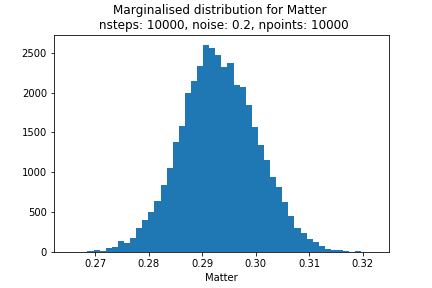 Marginalised distribution for Matter
nsteps: 10000, noise: 0.2, npoints: 10000
2500
2000
1500
1000
500
0
0.27 0.28 0.29 0.30 0.31 0.32
Matter